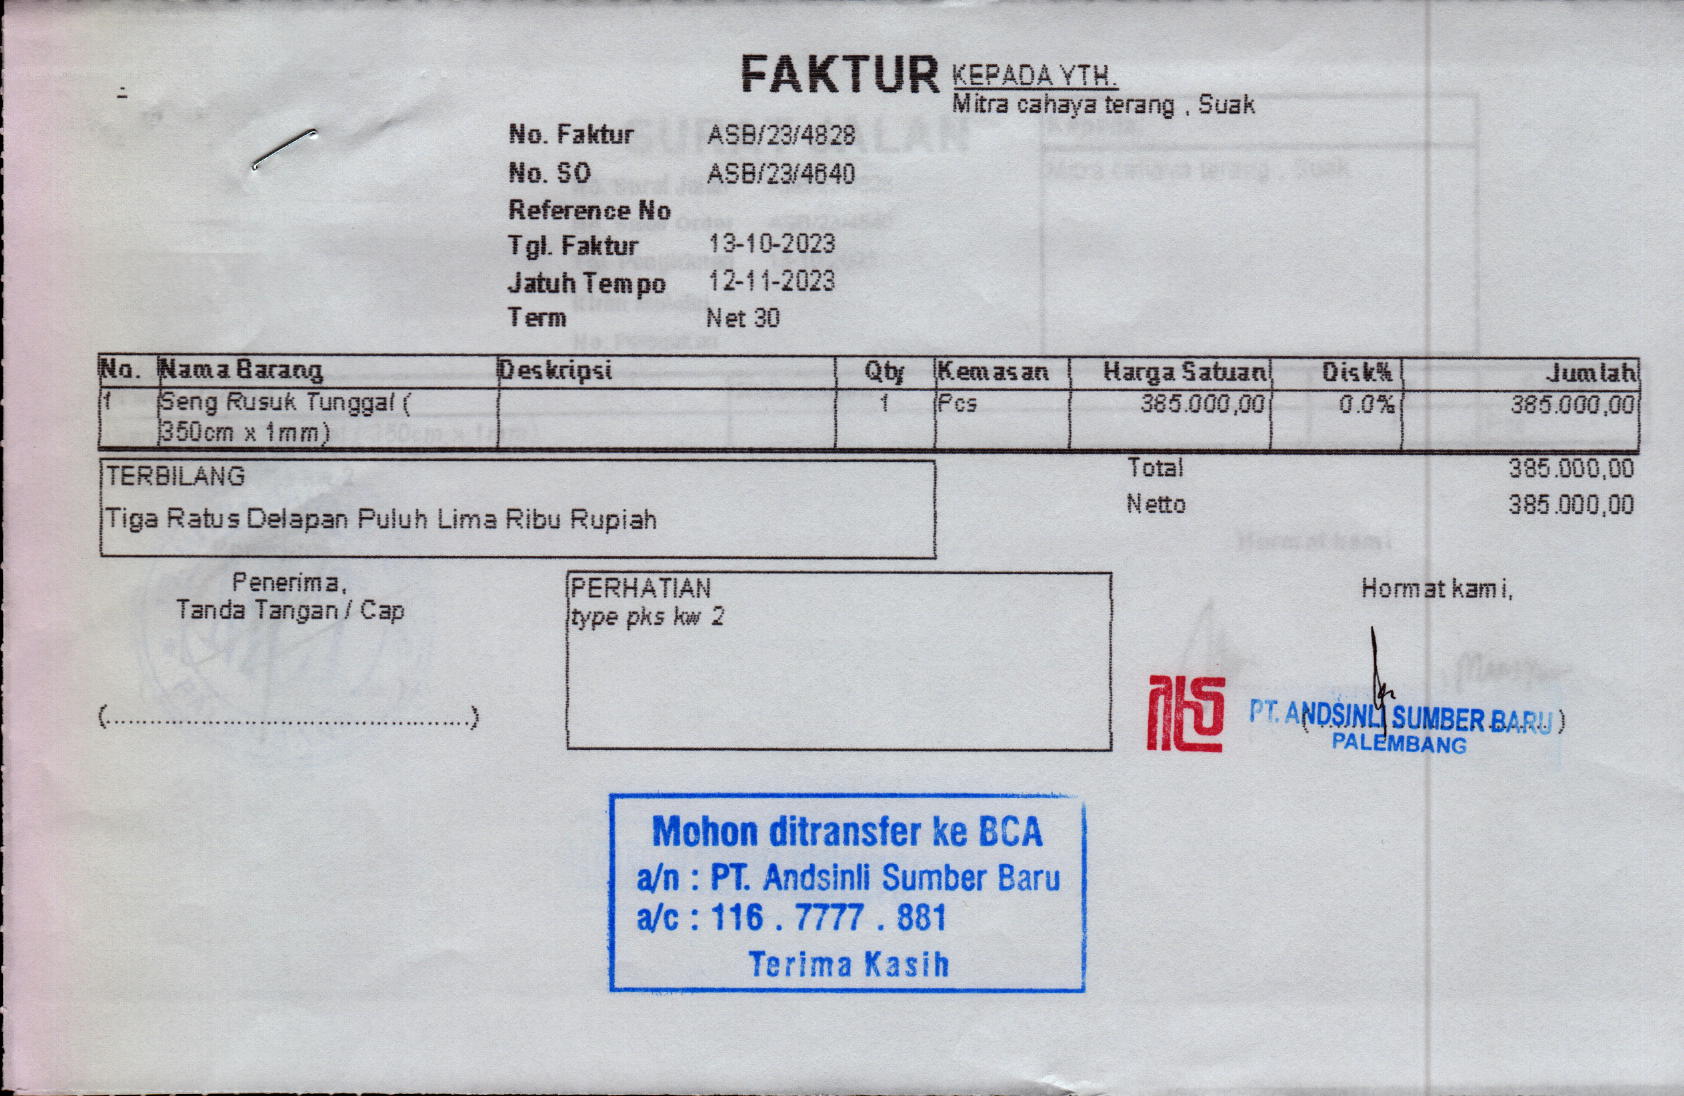 FAKTUR
KEPADA YTH.
Mitra cahaya terang , Suak
No. Faktur ASB/23/4828
No. SO ASB/23/4640
Reference No
Tgl. Faktur 13-10-2023
Jatuh Tempo 12-11-2023
Term Net 30
No. Nama Barang Deskripsi Qty Kemasan Harga Satuan Disk% Jumlah
1 Seng Rusuk Tunggal ( 1 Pcs 385.000,00 0.0% 385.000,00
350cm x 1mm)
TERBILANG
Tiga Ratus Delapan Puluh Lima Ribu Rupiah
Total 385.000,00
Netto 385.000,00
Penerima,
Tanda Tangan / Cap
(..............................................)
PERHATIAN
type pks kw 2
Hormat kami,
PT. ANDSINLI SUMBER BARU
PALEMBANG
Mohon ditransfer ke BCA
a/n : PT. Andsinli Sumber Baru
a/c : 116 . 7777 . 881
Terima Kasih